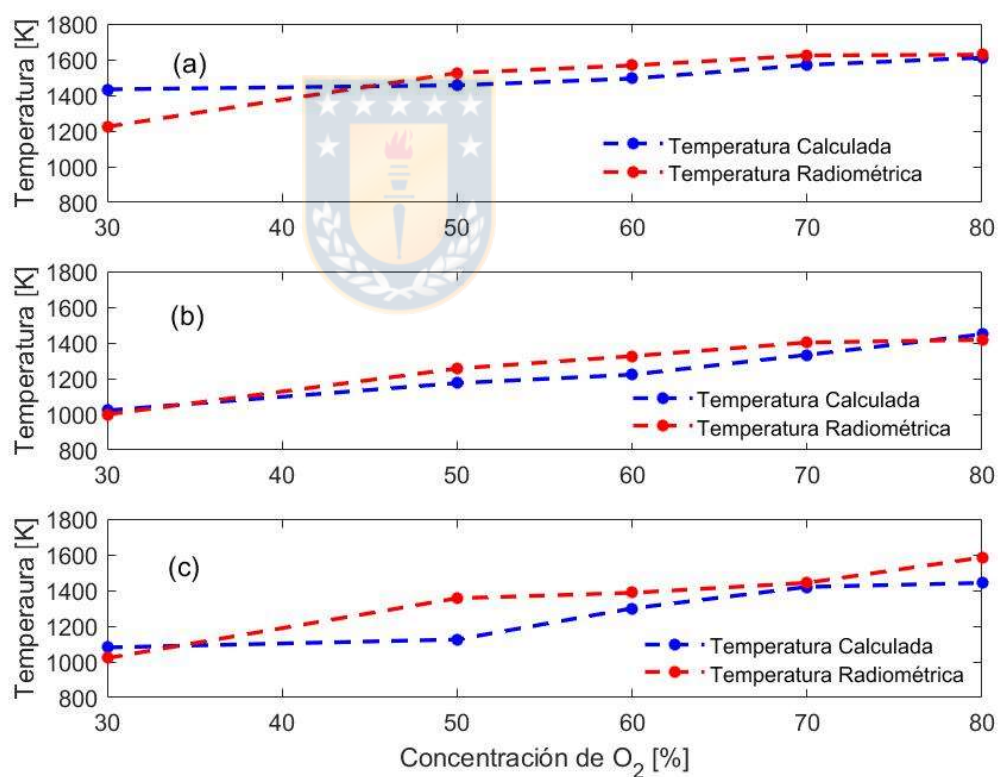 1800
1600
1400
1200
1000
800
Temperatura [K]
(a)
Temperatura Calculada
Temperatura Radiométrica
30
40
50
60
70
80
1800
1600
1400
1200
1000
800
Temperatura [K]
(b)
Temperatura Calculada
Temperatura Radiométrica
30
40
50
60
70
80
1800
1600
1400
1200
1000
800
Temperaura [K]
(c)
Temperatura Calculada
Temperatura Radiométrica
30
40
50
60
70
80
Concentración de O₂ [%]